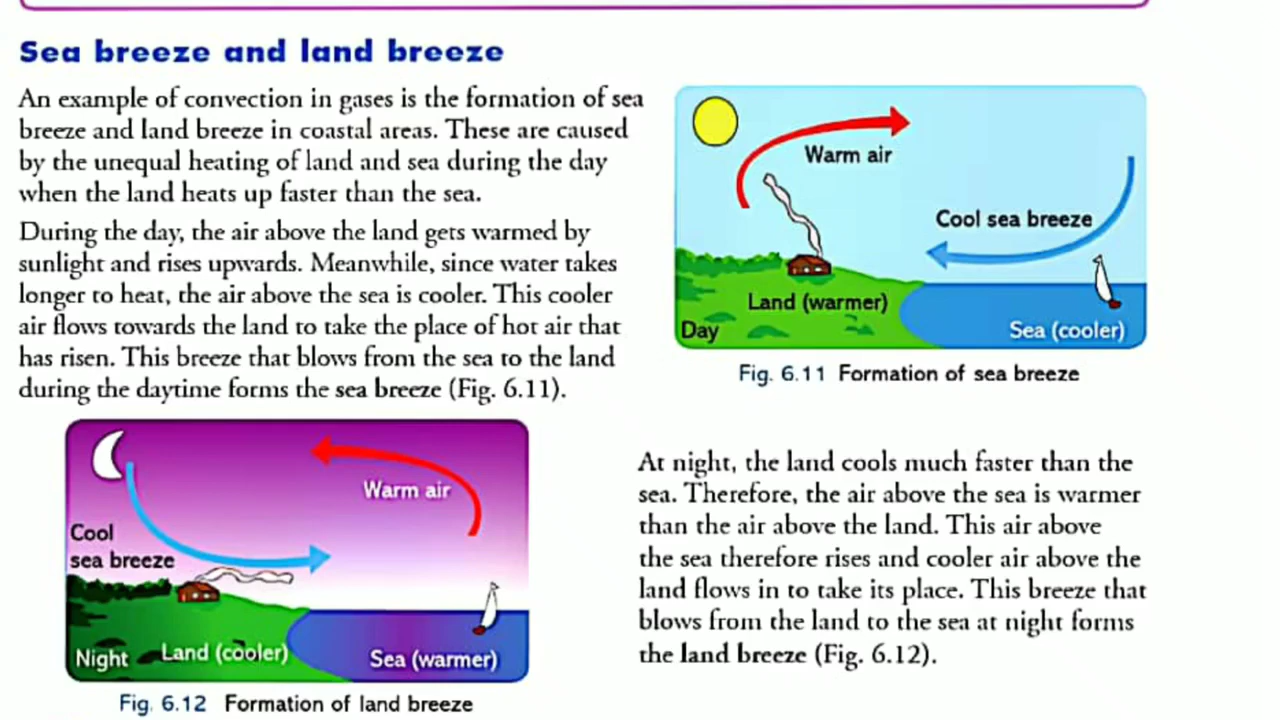 Sea breeze and land breeze
An example of convection in gases is the formation of sea
breeze and land breeze in coastal areas. These are caused
by the unequal heating of land and sea during the day
when the land heats up faster than the sea.
During the day, the air above the land gets warmed by
sunlight and rises upwards. Meanwhile, since water takes
longer to heat, the air above the sea is cooler. This cooler
air flows towards the land to take the place of hot air that
has risen. This breeze that blows from the sea to the land
during the daytime forms the sea breeze (Fig. 6.11).
Warm air
Cool sea breeze
Land (warmer)
Day
Sea (cooler)
Fig. 6.11 Formation of sea breeze
Warm air
Cool
sea breeze
Night
Land (cooler)
Sea (warmer)
Fig. 6.12 Formation of land breeze
At night, the land cools much faster than the
sea. Therefore, the air above the sea is warmer
than the air above the land. This air above
the sea therefore rises and cooler air above the
land flows in to take its place. This breeze that
blows from the land to the sea at night forms
the land breeze (Fig. 6.12).